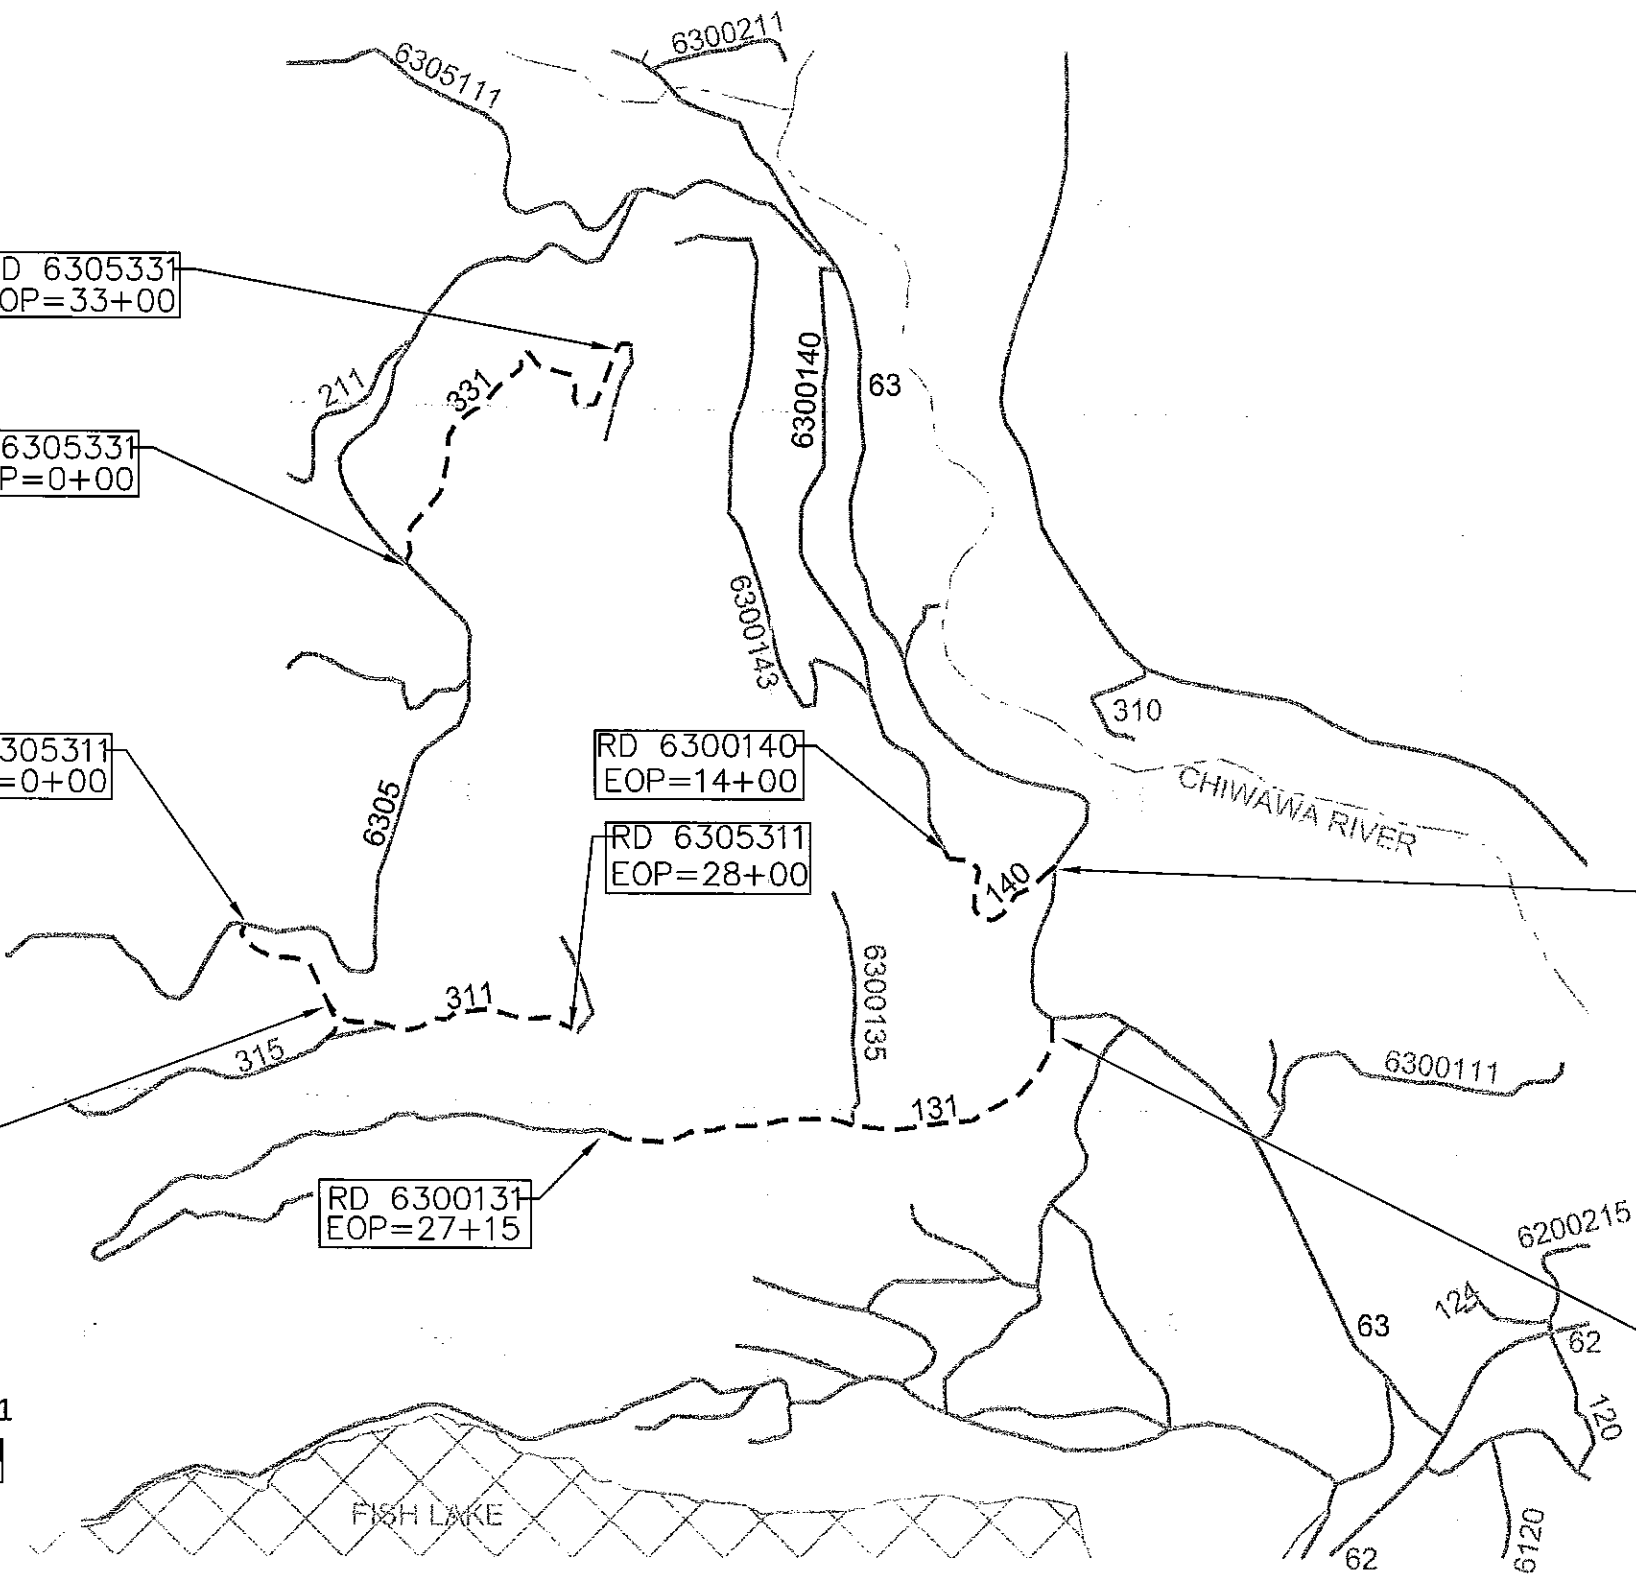 6300211
6305111
D 6305331
OP=33+00
211
331
6300140
63
6305331
P=0+00
6300143
310
305311
=0+00
RD 6300140
EOP=14+00
CHIWAWA RIVER
6305
RD 6305311
EOP=28+00
140
6300135
311
315
6300111
131
RD 6300131
EOP=27+15
6200215
124
63
62
1
120
FISH LAKE
6120
62